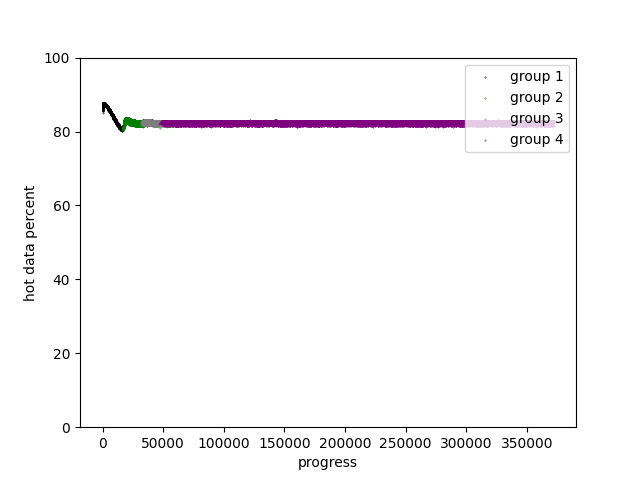 100
80
60
40
20
0
hot data percent
group 1
group 2
group 3
group 4
0 50000 100000 150000 200000 250000 300000 350000
progress